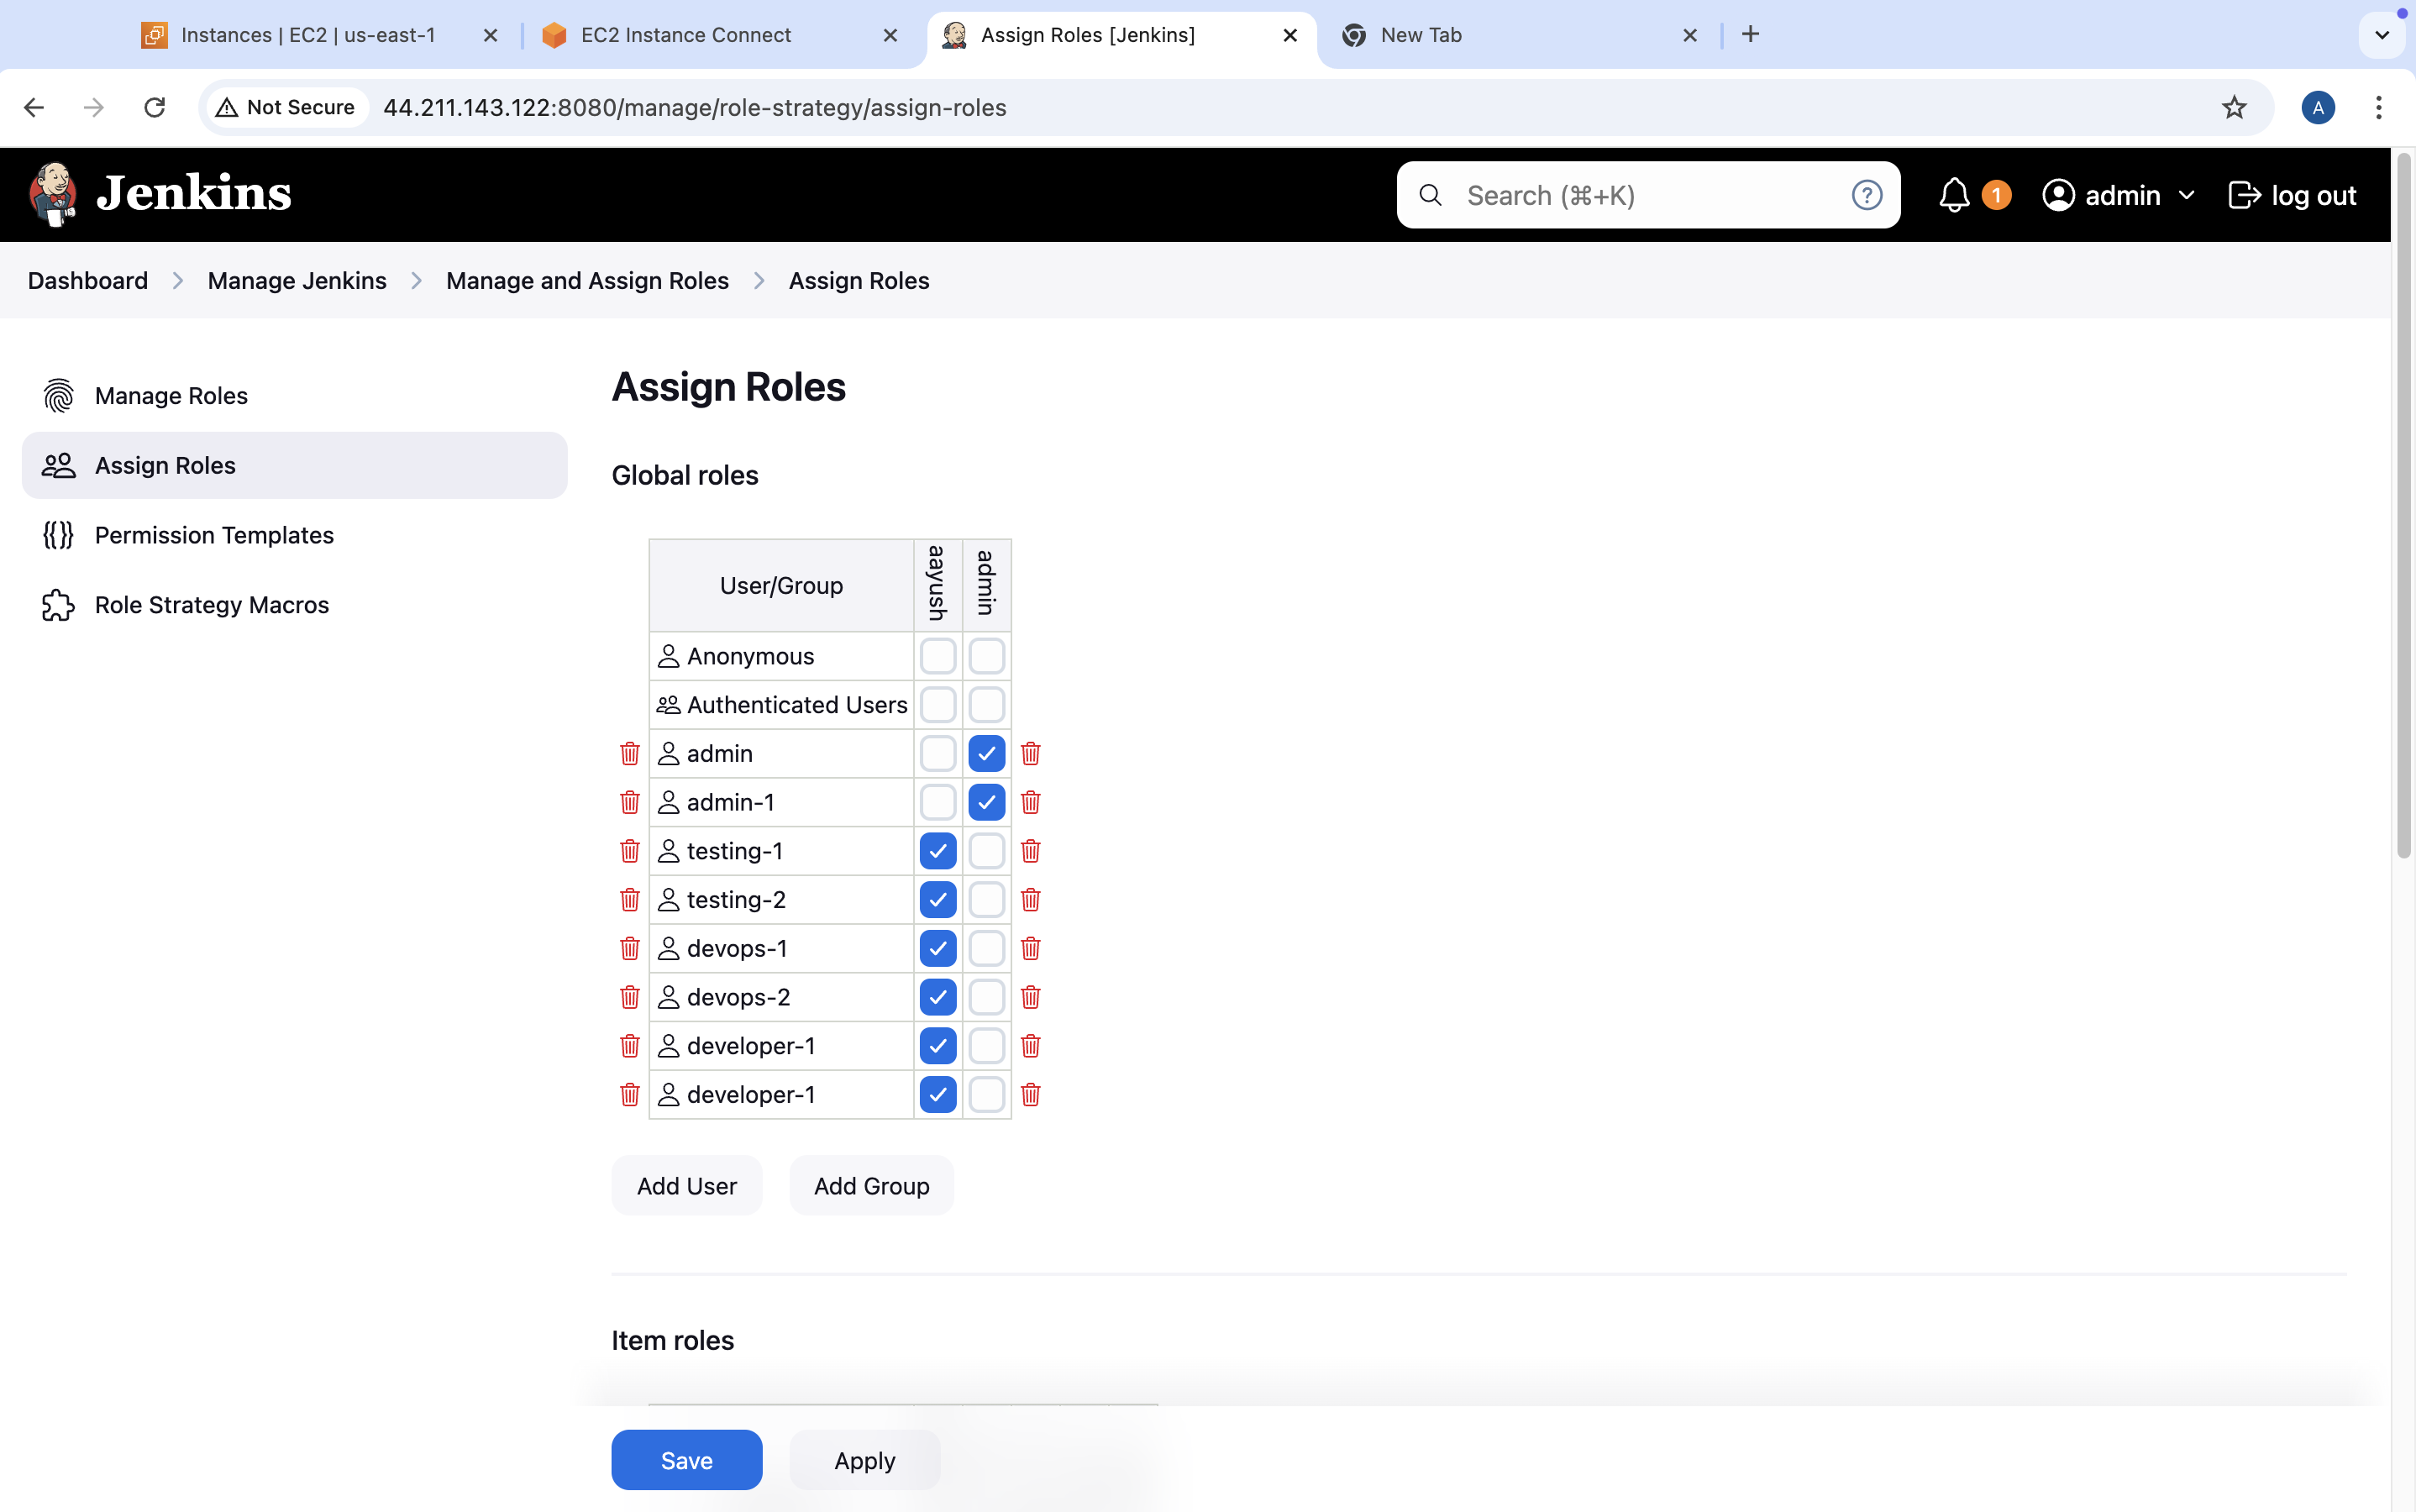 Instances | EC2 | us-east-1
EC2 Instance Connect
Assign Roles [Jenkins]
New Tab
Not Secure
44.211.143.122:8080/manage/role-strategy/assign-roles
A
Jenkins
Search (⌘+K)
?
1
admin
log out
Dashboard
Manage Jenkins
Manage and Assign Roles
Assign Roles
Manage Roles
Assign Roles
Permission Templates
Role Strategy Macros
Assign Roles
Global roles
User/Group
aayush
admin
Anonymous
Authenticated Users
admin
admin-1
testing-1
testing-2
devops-1
devops-2
developer-1
developer-1
Add User
Add Group
Item roles
Save
Apply